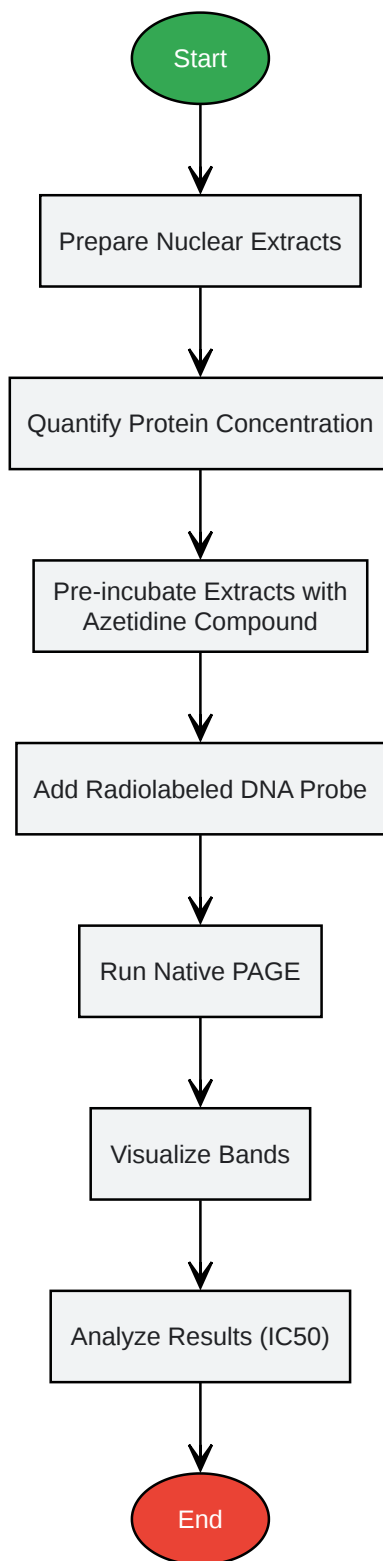 Start
Prepare Nuclear Extracts
Quantify Protein Concentration
Pre-incubate Extracts with
Azetidine Compound
Add Radiolabeled DNA Probe
Run Native PAGE
Visualize Bands
Analyze Results (IC50)
End